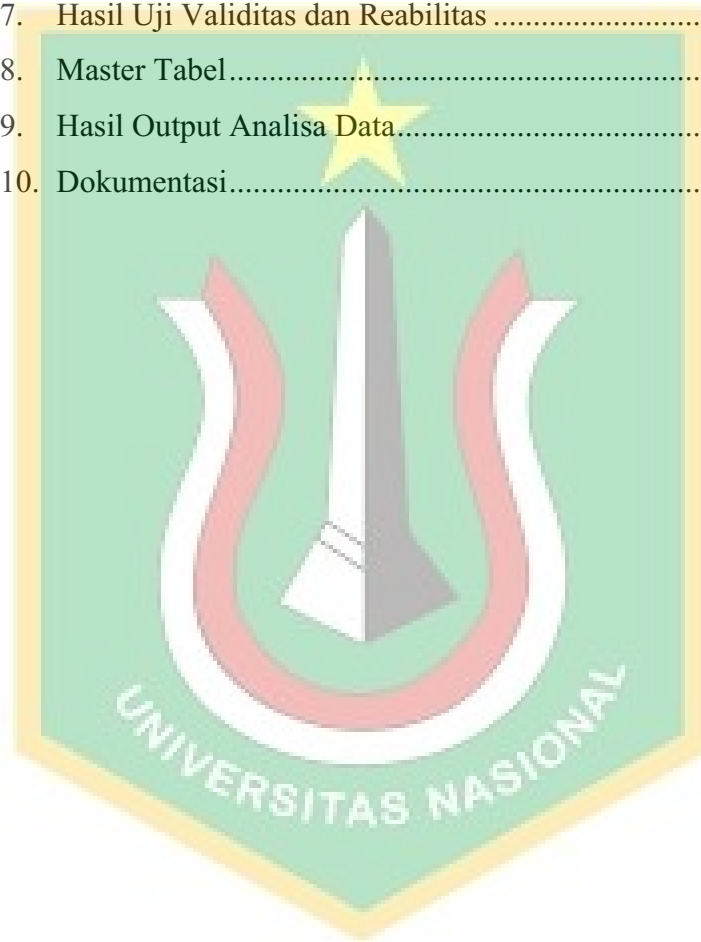 7. Hasil Uji Validitas dan Reabilitas ..........................
8. Master Tabel..........................................................
9. Hasil Output Analisa Data......................................
10. Dokumentasi..........................................................
UNIVERSITAS NASIONAL